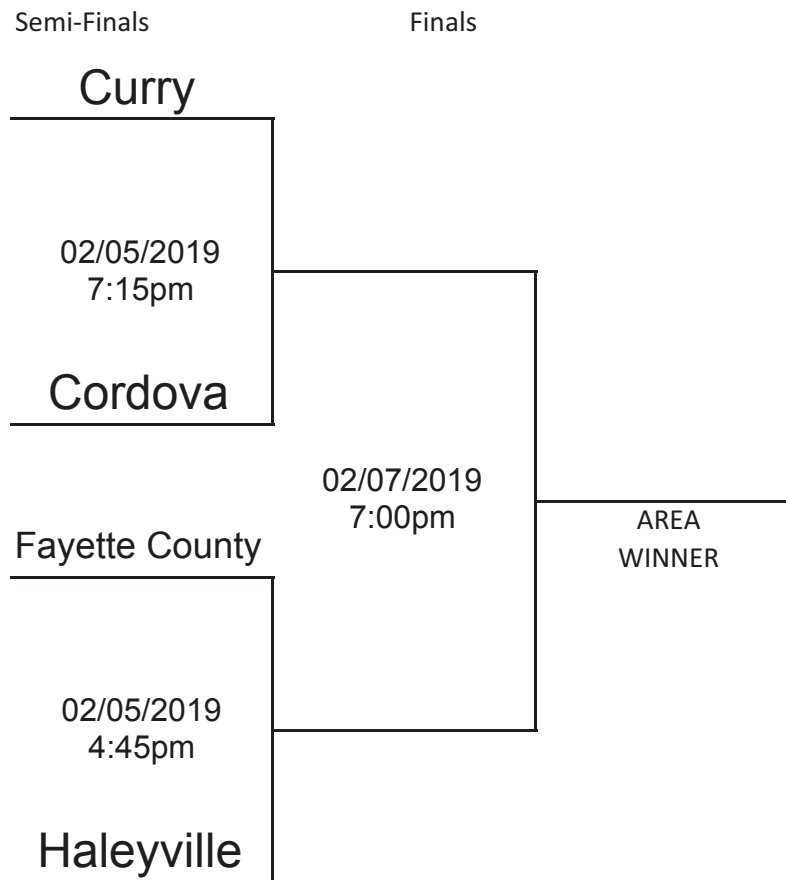 Semi-Finals
Finals
Curry
02/05/2019
7:15pm
Cordova
02/07/2019
7:00pm
AREA
WINNER
Fayette County
02/05/2019
4:45pm
Haleyville